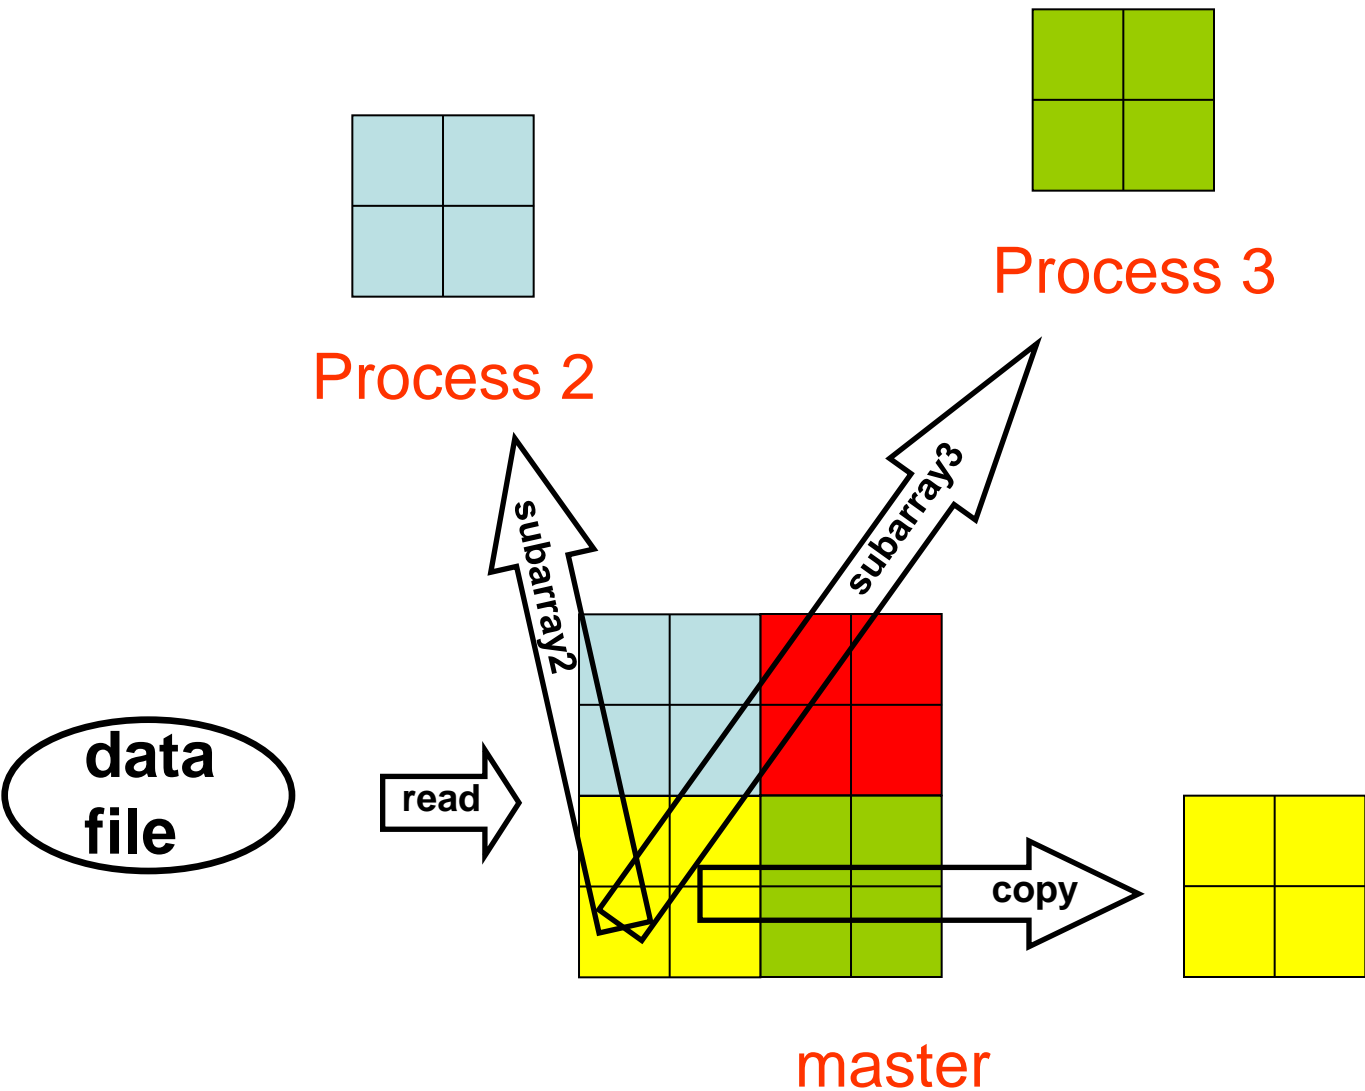 Process 3
Process 2
subarray3
subarray2
data
file
read
copy
master